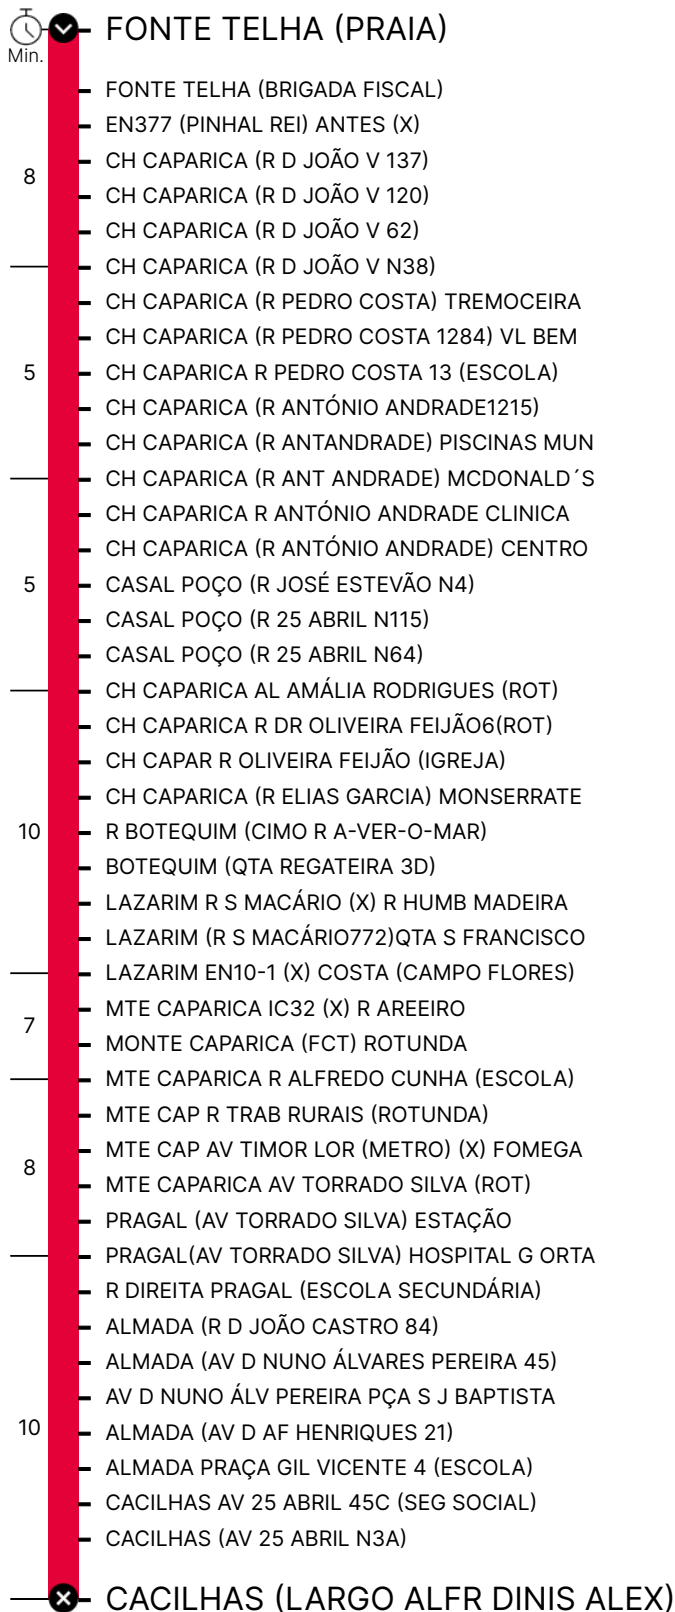 FONTE TELHA (PRAIA)
Min.
FONTE TELHA (BRIGADA FISCAL)
EN377 (PINHAL REI) ANTES (X)
CH CAPARICA (R D JOÃO V 137)
8
CH CAPARICA (R D JOÃO V 120)
CH CAPARICA (R D JOÃO V 62)
CH CAPARICA (R D JOÃO V N38)
CH CAPARICA (R PEDRO COSTA) TREMOCEIRA
CH CAPARICA (R PEDRO COSTA 1284) VL BEM
5
CH CAPARICA R PEDRO COSTA 13 (ESCOLA)
CH CAPARICA (R ANTÓNIO ANDRADE1215)
CH CAPARICA (R ANTANDRADE) PISCINAS MUN
CH CAPARICA (R ANT ANDRADE) MCDONALD´S
CH CAPARICA R ANTÓNIO ANDRADE CLINICA
CH CAPARICA (R ANTÓNIO ANDRADE) CENTRO
5
CASAL POÇO (R JOSÉ ESTEVÃO N4)
CASAL POÇO (R 25 ABRIL N115)
CASAL POÇO (R 25 ABRIL N64)
CH CAPARICA AL AMÁLIA RODRIGUES (ROT)
CH CAPARICA R DR OLIVEIRA FEIJÃO6(ROT)
CH CAPAR R OLIVEIRA FEIJÃO (IGREJA)
CH CAPARICA (R ELIAS GARCIA) MONSERRATE
10
R BOTEQUIM (CIMO R A-VER-O-MAR)
BOTEQUIM (QTA REGATEIRA 3D)
LAZARIM R S MACÁRIO (X) R HUMB MADEIRA
LAZARIM (R S MACÁRIO772)QTA S FRANCISCO
LAZARIM EN10-1 (X) COSTA (CAMPO FLORES)
MTE CAPARICA IC32 (X) R AREEIRO
7
MONTE CAPARICA (FCT) ROTUNDA
MTE CAPARICA R ALFREDO CUNHA (ESCOLA)
MTE CAP R TRAB RURAIS (ROTUNDA)
MTE CAP AV TIMOR LOR (METRO) (X) FOMEGA
8
MTE CAPARICA AV TORRADO SILVA (ROT)
PRAGAL (AV TORRADO SILVA) ESTAÇÃO
PRAGAL(AV TORRADO SILVA) HOSPITAL G ORTA
R DIREITA PRAGAL (ESCOLA SECUNDÁRIA)
ALMADA (R D JOÃO CASTRO 84)
ALMADA (AV D NUNO ÁLVARES PEREIRA 45)
AV D NUNO ÁLV PEREIRA PÇA S J BAPTISTA
10
ALMADA (AV D AF HENRIQUES 21)
ALMADA PRAÇA GIL VICENTE 4 (ESCOLA)
CACILHAS AV 25 ABRIL 45C (SEG SOCIAL)
CACILHAS (AV 25 ABRIL N3A)
CACILHAS (LARGO ALFR DINIS ALEX)